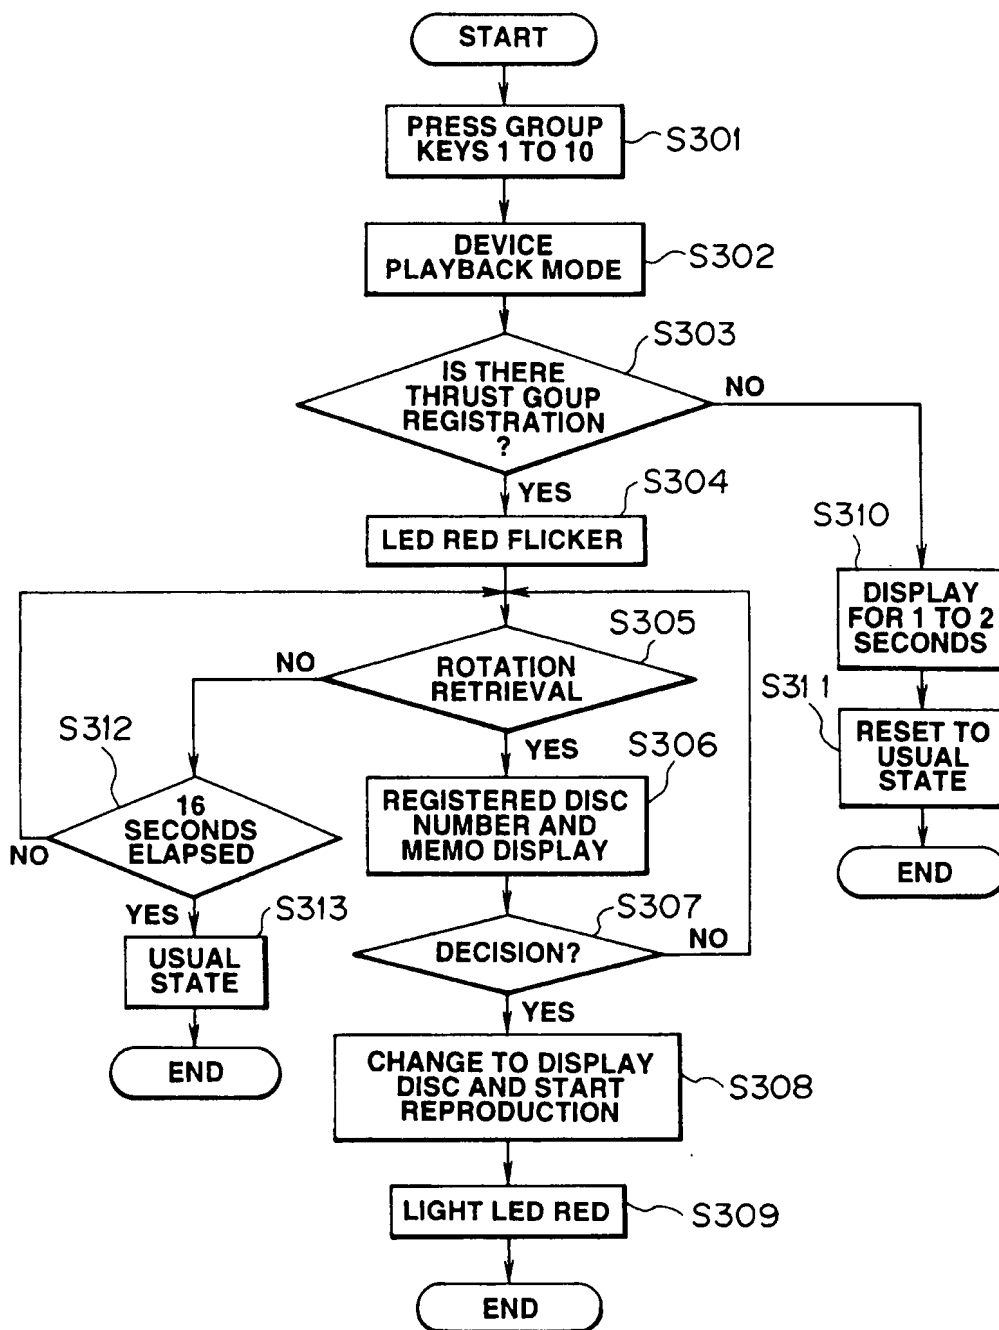 START
PRESS GROUP
KEYS 1 TO 10
S301
DEVICE
PLAYBACK MODE
S302
S303
IS THERE
THRUST GOUP
REGISTRATION
?
NO
YES
S304
LED RED FLICKER
S310
DISPLAY
FOR 1 TO 2
SECONDS
S305
NO
ROTATION
RETRIEVAL
S311
RESET TO
USUAL
STATE
S312
YES
S306
16
SECONDS
ELAPSED
NO
REGISTERED DISC
NUMBER AND
MEMO DISPLAY
END
YES
S313
S307
DECISION?
NO
USUAL
STATE
YES
END
CHANGE TO DISPLAY
DISC AND START
REPRODUCTION
S308
LIGHT LED RED
S309
END